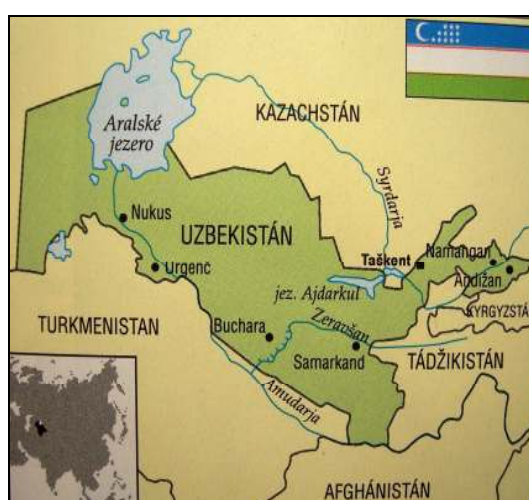 KAZACHSTÁN
Aralské
jezero
Syrdarja
Nukus
UZBEKISTÁN
Taškent
Namangan
Urgenč
Andižan
jez. Ajdarkul
KYRGYZSTÁ
TURKMENISTAN
Buchara
Zeravšan
Samarkand
TÁDŽIKISTÁN
Amudarja
AFGHÁNISTÁN